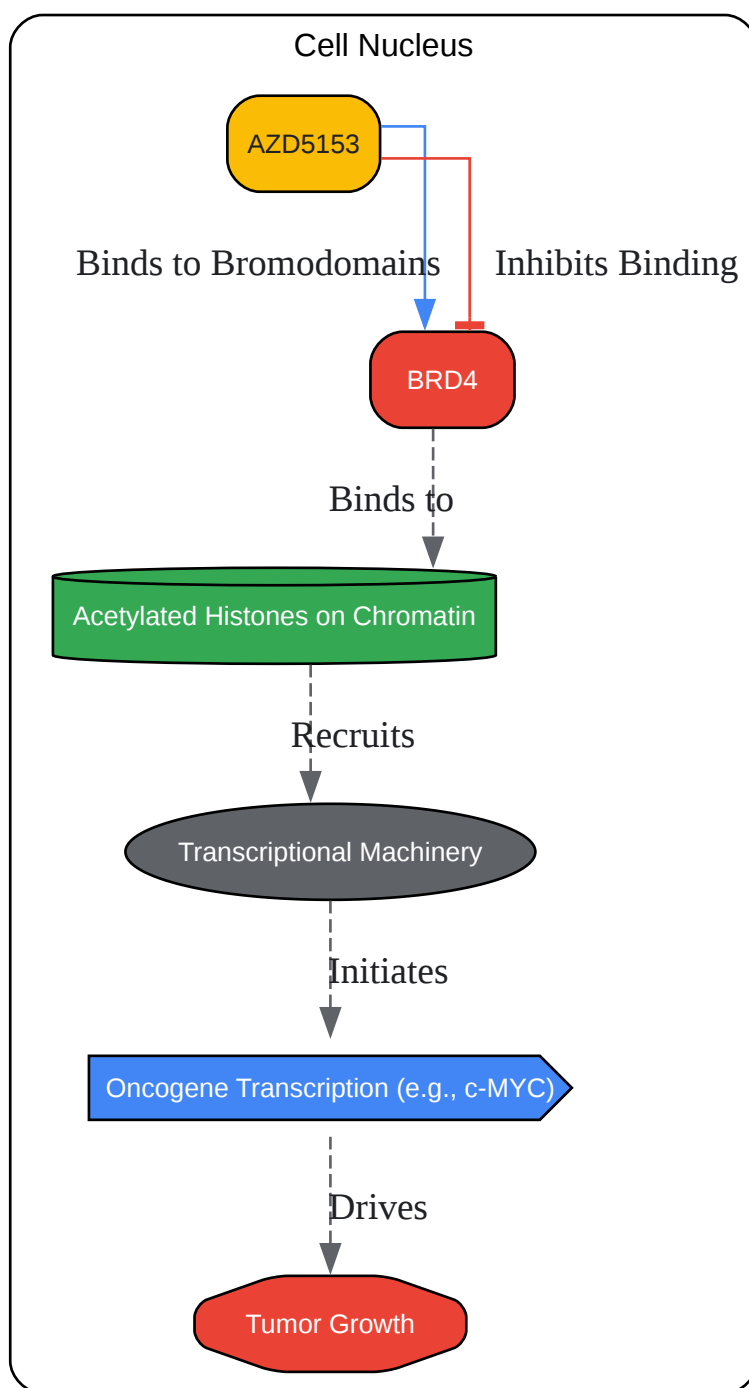 Cell Nucleus
AZD5153
Binds to Bromodomains
Inhibits Binding
BRD4
Binds to
Acetylated Histones on Chromatin
Recruits
Transcriptional Machinery
Initiates
Oncogene Transcription (e.g., c-MYC)
Drives
Tumor Growth